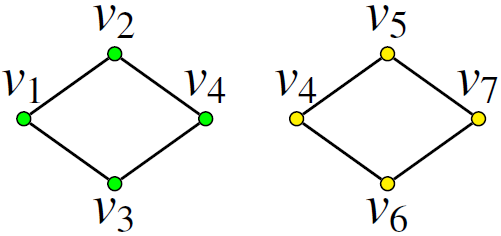 v₂ v₅
v₁ v₄ v₄ v₇
v₃ v₆